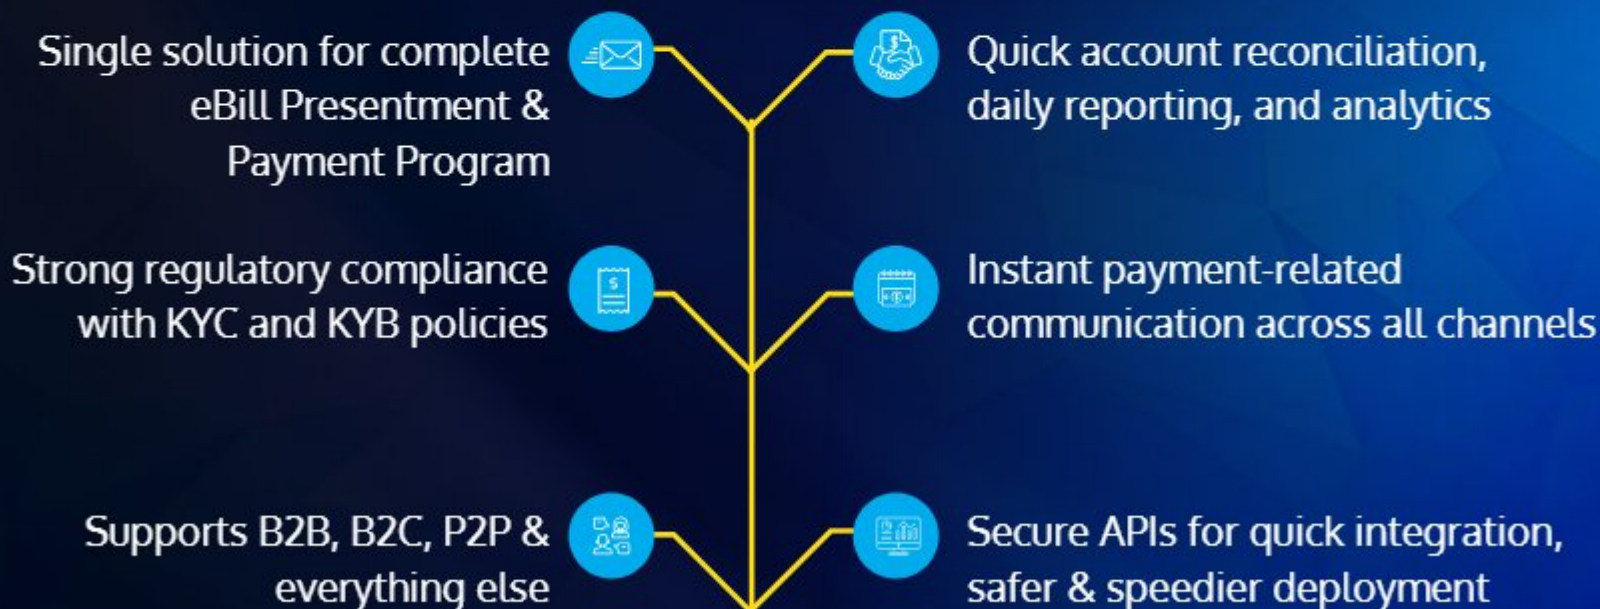 Single solution for complete
eBill Presentment &
Payment Program
Quick account reconciliation,
daily reporting, and analytics
Strong regulatory compliance
with KYC and KYB policies
Instant payment-related
communication across all channels
Supports B2B, B2C, P2P &
everything else
Secure APIs for quick integration,
safer & speedier deployment